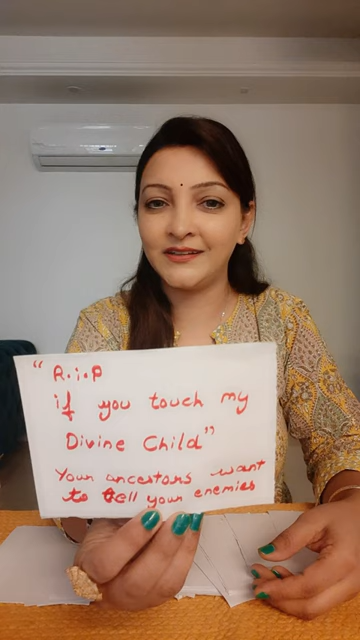 "R.i.P
if you touch my
Divine Child"
Your ancestors want
to tell your enemies